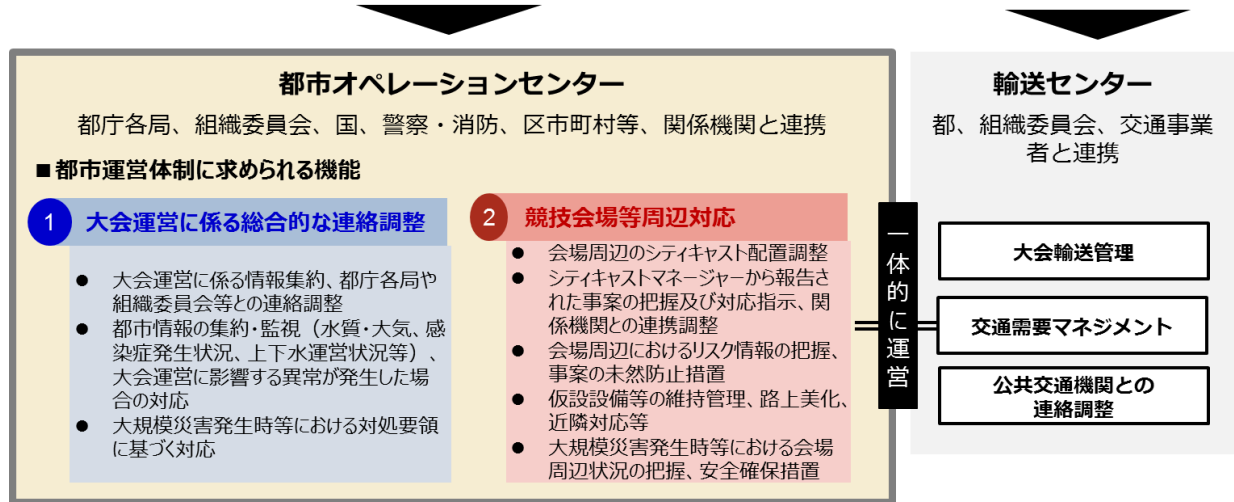 都市オペレーションセンター
都庁各局、組織委員会、国、警察・消防、区市町村等、関係機関と連携
■都市運営体制に求められる機能
1 大会運営に係る総合的な連絡調整
● 大会運営に係る情報集約、都庁各局や
組織委員会等との連絡調整
● 都市情報の集約・監視（水質・大気、感
染症発生状況、上下水運営状況等）、
大会運営に影響する異常が発生した場
合の対応
● 大規模災害発生時等における対処要領
に基づく対応
2 競技会場等周辺対応
● 会場周辺のシティキャスト配置調整
● シティキャストマネージャーから報告さ
れた事案の把握及び対応指示、関
係機関との連携調整
● 会場周辺におけるリスク情報の把握、
事案の未然防止措置
● 仮設設備等の維持管理、路上美化、
近隣対応等
● 大規模災害発生時等における会場
周辺状況の把握、安全確保措置
一体的に運営
輸送センター
都、組織委員会、交通事業
者と連携
大会輸送管理
交通需要マネジメント
公共交通機関との
連絡調整